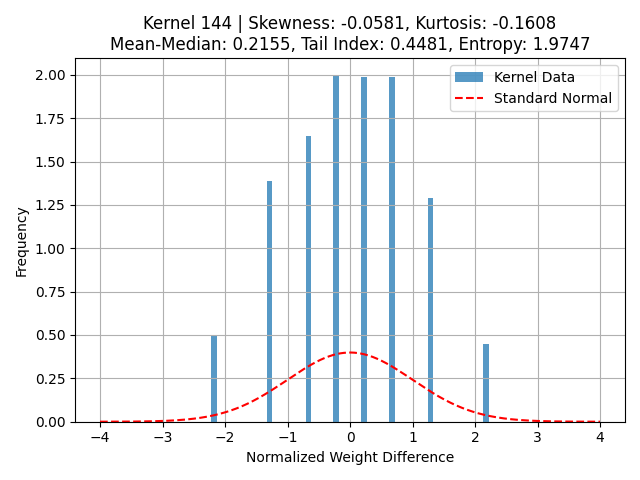 Kernel 144 | Skewness: -0.0581, Kurtosis: -0.1608
Mean-Median: 0.2155, Tail Index: 0.4481, Entropy: 1.9747
Kernel Data
Standard Normal
Frequency
2.00
1.75
1.50
1.25
1.00
0.75
0.50
0.25
0.00
−4 −3 −2 −1 0 1 2 3 4
Normalized Weight Difference